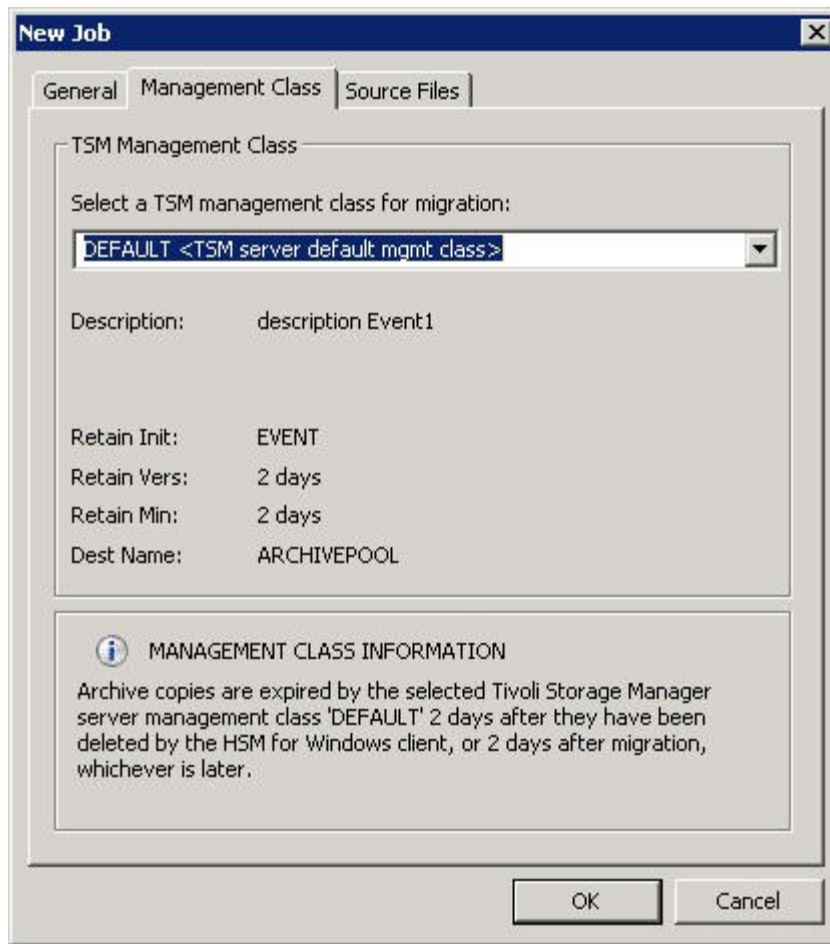 New Job
General Management Class Source Files
TSM Management Class
Select a TSM management class for migration:
DEFAULT <TSM server default mgmt class>
Description: description Event1
Retain Init: EVENT
Retain Vers: 2 days
Retain Min: 2 days
Dest Name: ARCHIVEPOOL
MANAGEMENT CLASS INFORMATION
Archive copies are expired by the selected Tivoli Storage Manager
server management class 'DEFAULT' 2 days after they have been
deleted by the HSM for Windows client, or 2 days after migration,
whichever is later.
OK Cancel